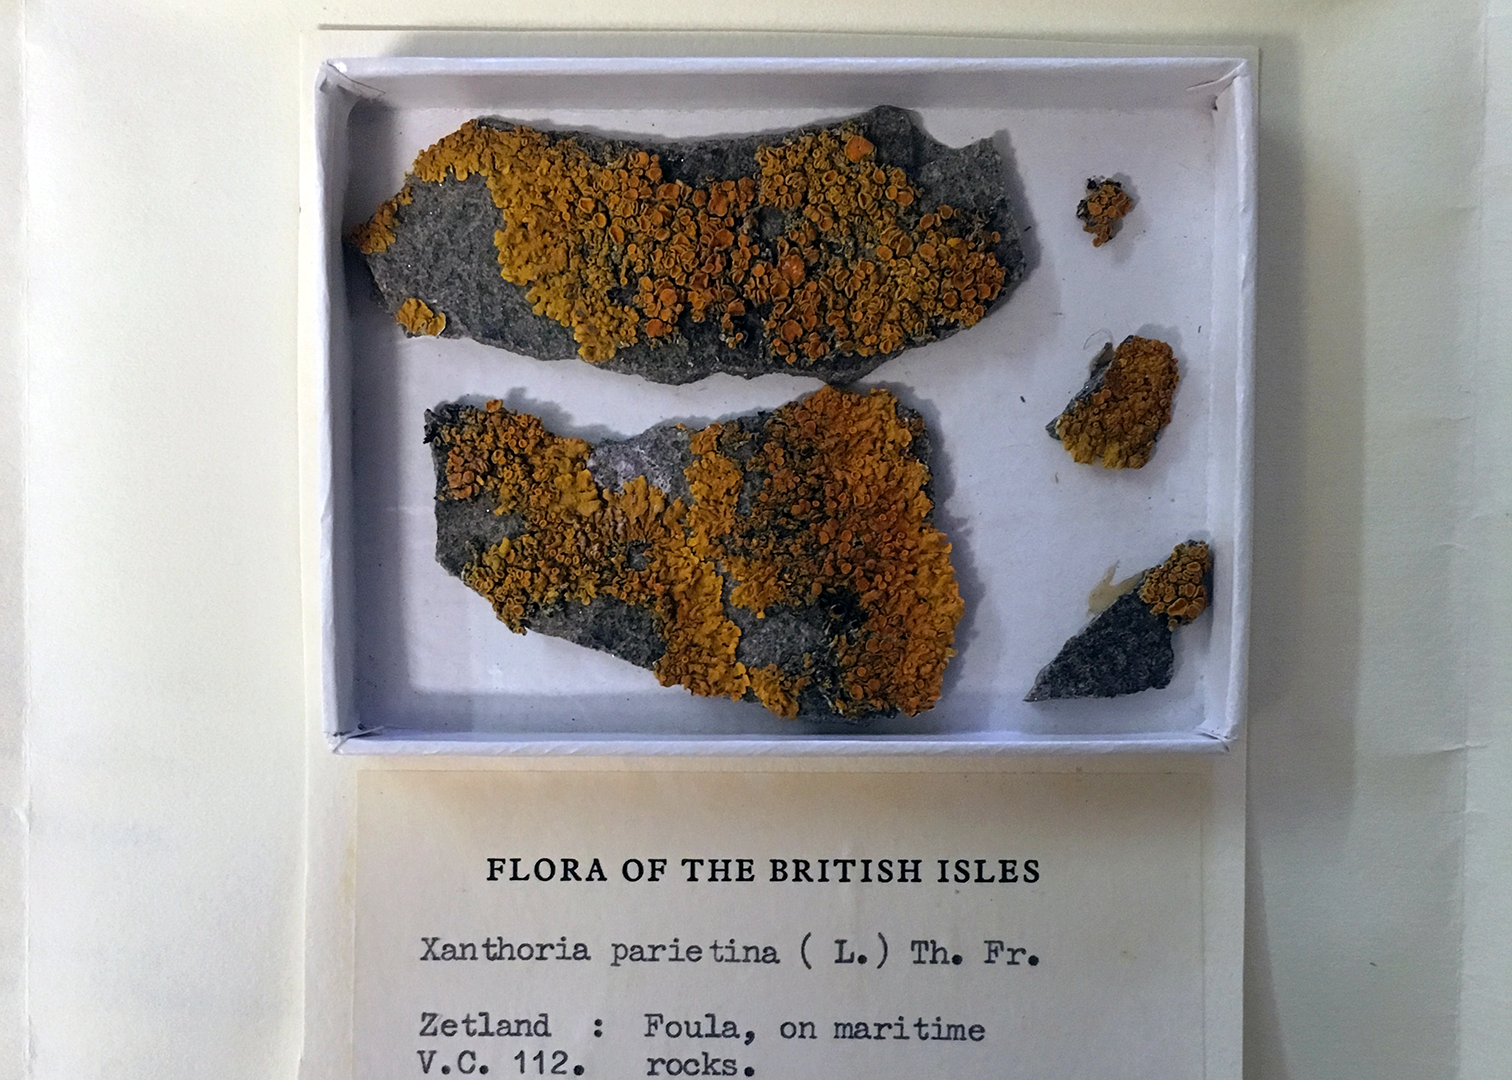 FLORA OF THE BRITISH ISLES
Xanthoria parietina ( L.) Th. Fr.
Zetland : Foula, on maritime
V.C. 112. rocks.